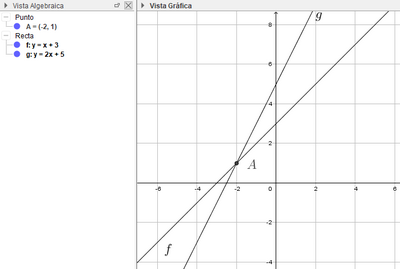 Vista Algebraica
Punto
A = (-2, 1)
Recta
f: y = x + 3
g: y = 2x + 5
Vista Gráfica
g
8
6
4
2
A
-6 -4 -2 0 2 4 6
-2
f
-4